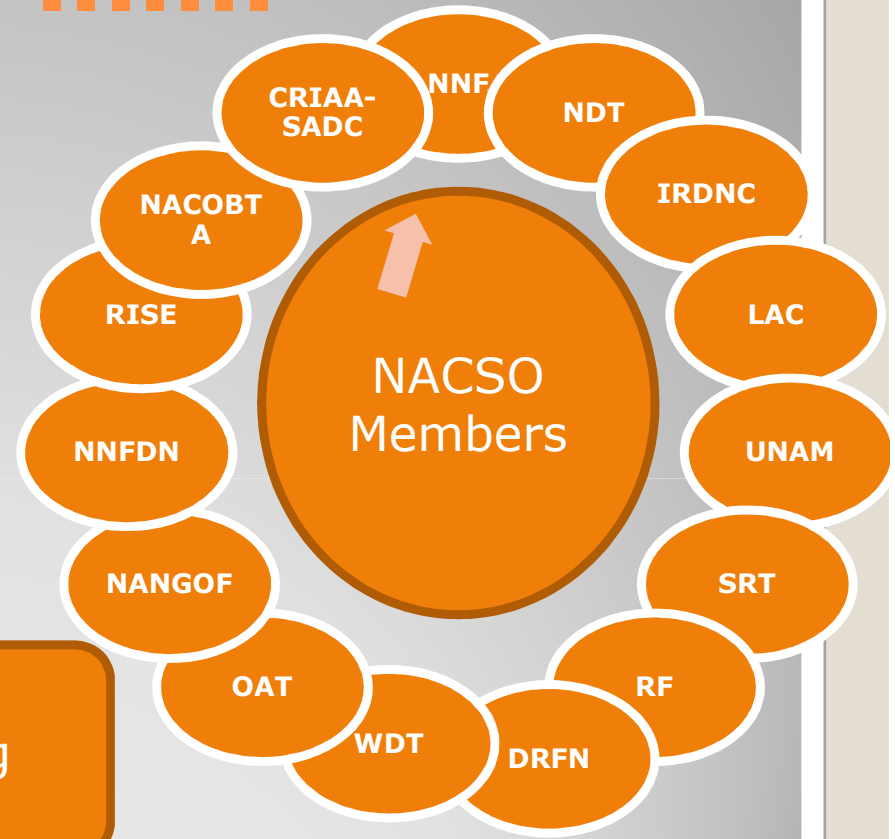 NNF
NDT
IRDNC
LAC
UNAM
SRT
RF
DRFN
WDT
OAT
NANGOF
NNFDN
RISE
NACOBT
A
CRIAA-
SADC
NACSO
Members
g